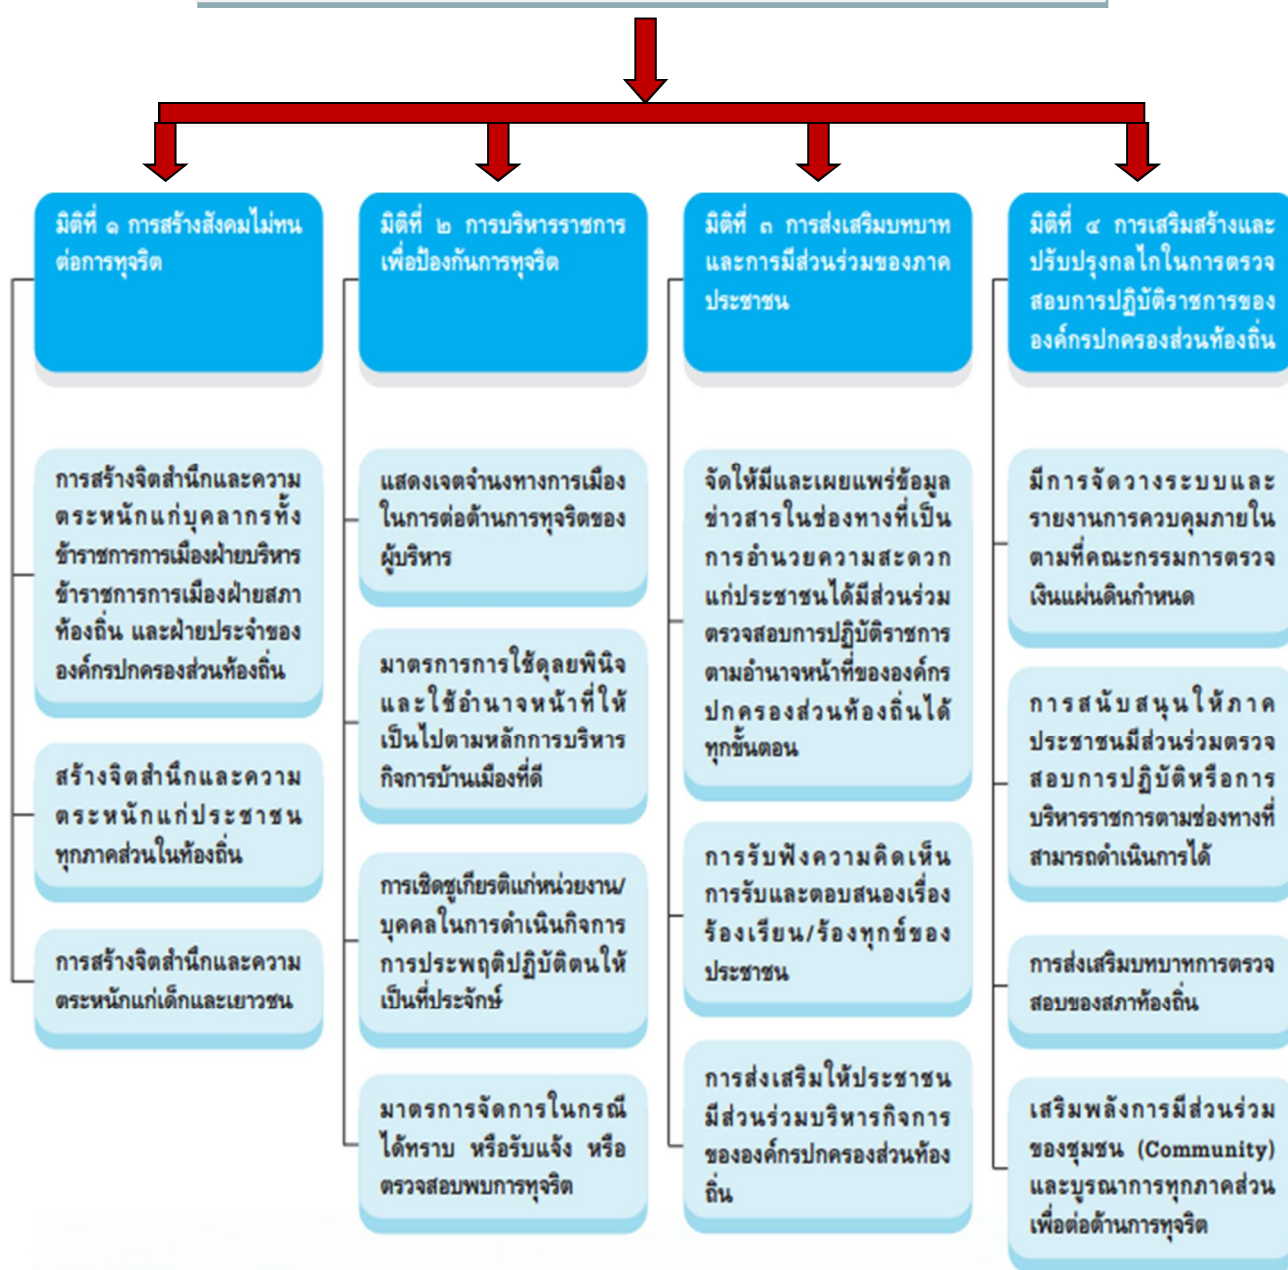 มิติที่ ๑ การสร้างสังคมไม่ทน
ต่อการทุจริต
การสร้างจิตสำนึกและความ
ตระหนักแก่บุคลากรทั้ง
ข้าราชการการเมืองฝ่ายบริหาร
ข้าราชการการเมืองฝ่ายสภา
ท้องถิ่น และฝ่ายประจำของ
องค์กรปกครองส่วนท้องถิ่น
สร้างจิตสำนึกและความ
ตระหนักแก่ประชาชน
ทุกภาคส่วนในท้องถิ่น
การสร้างจิตสำนึกและความ
ตระหนักแก่เด็กและเยาวชน
มิติที่ ๒ การบริหารราชการ
เพื่อป้องกันการทุจริต
แสดงเจตจำนงทางการเมือง
ในการต่อต้านการทุจริตของ
ผู้บริหาร
มาตรการการใช้ดุลยพินิจ
และใช้อำนาจหน้าที่ให้
เป็นไปตามหลักการบริหาร
กิจการบ้านเมืองที่ดี
การเชิดชูเกียรติแก่หน่วยงาน/
บุคคลในการดำเนินกิจการ
การประพฤติปฏิบัติตนให้
เป็นที่ประจักษ์
มาตรการจัดการในกรณี
ได้ทราบ หรือรับแจ้ง หรือ
ตรวจสอบพบการทุจริต
มิติที่ ๓ การส่งเสริมบทบาท
และการมีส่วนร่วมของภาค
ประชาชน
จัดให้มีและเผยแพร่ข้อมูล
ข่าวสารในช่องทางที่เป็น
การอำนวยความสะดวก
แก่ประชาชนได้มีส่วนร่วม
ตรวจสอบการปฏิบัติราชการ
ตามอำนาจหน้าที่ขององค์กร
ปกครองส่วนท้องถิ่นได้
ทุกขั้นตอน
การรับฟังความคิดเห็น
การรับและตอบสนองเรื่อง
ร้องเรียน/ร้องทุกข์ของ
ประชาชน
การส่งเสริมให้ประชาชน
มีส่วนร่วมบริหารกิจการ
ขององค์กรปกครองส่วนท้อง
ถิ่น
มิติที่ ๔ การเสริมสร้างและ
ปรับปรุงกลไกในการตรวจ
สอบการปฏิบัติราชการของ
องค์กรปกครองส่วนท้องถิ่น
มีการจัดวางระบบและ
รายงานการควบคุมภายใน
ตามที่คณะกรรมการตรวจ
เงินแผ่นดินกำหนด
การสนับสนุนให้ภาค
ประชาชนมีส่วนร่วมตรวจ
สอบการปฏิบัติหรือการ
บริหารราชการตามช่องทางที่
สามารถดำเนินการได้
การส่งเสริมบทบาทการตรวจ
สอบของสภาท้องถิ่น
เสริมพลังการมีส่วนร่วม
ของชุมชน (Community)
และบูรณาการทุกภาคส่วน
เพื่อต่อต้านการทุจริต